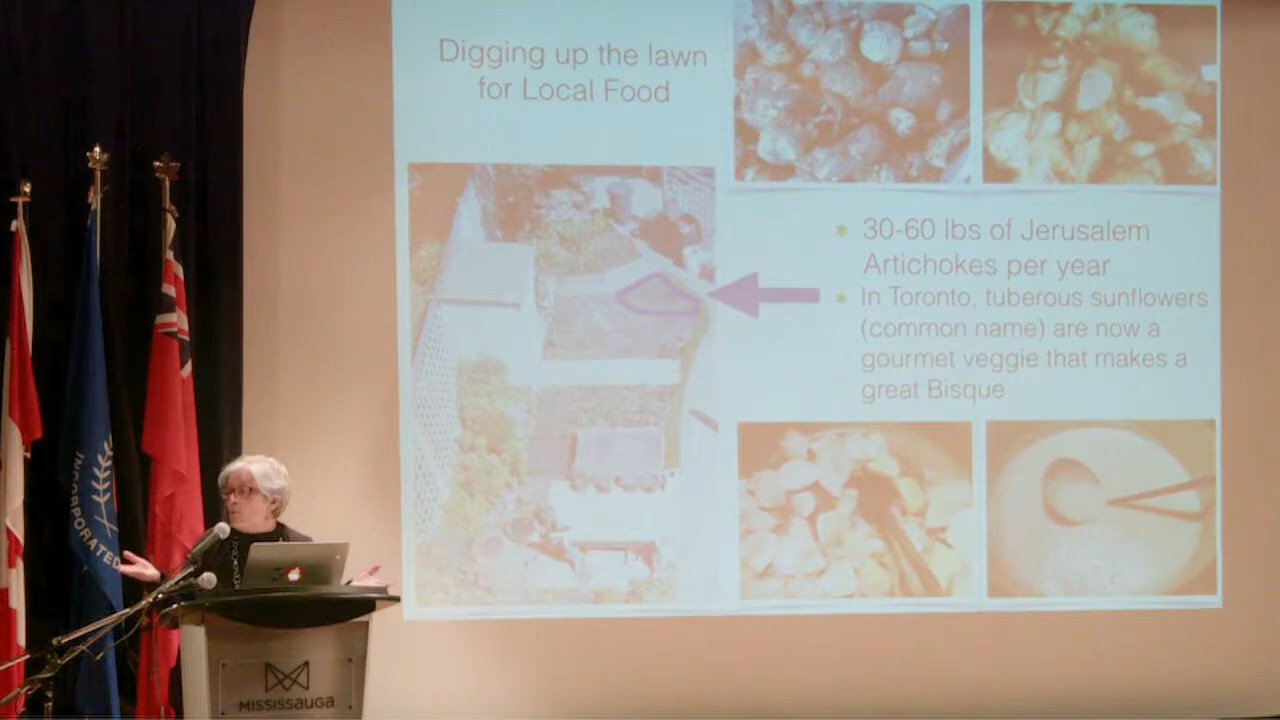 Digging up the lawn
for Local Food
30-60 lbs of Jerusalem
Artichokes per year
In Toronto, tuberous sunflowers
(common name) are now a
gourmet veggie that makes a
great Bisque
INCORPORATED
MISSISSAUGA